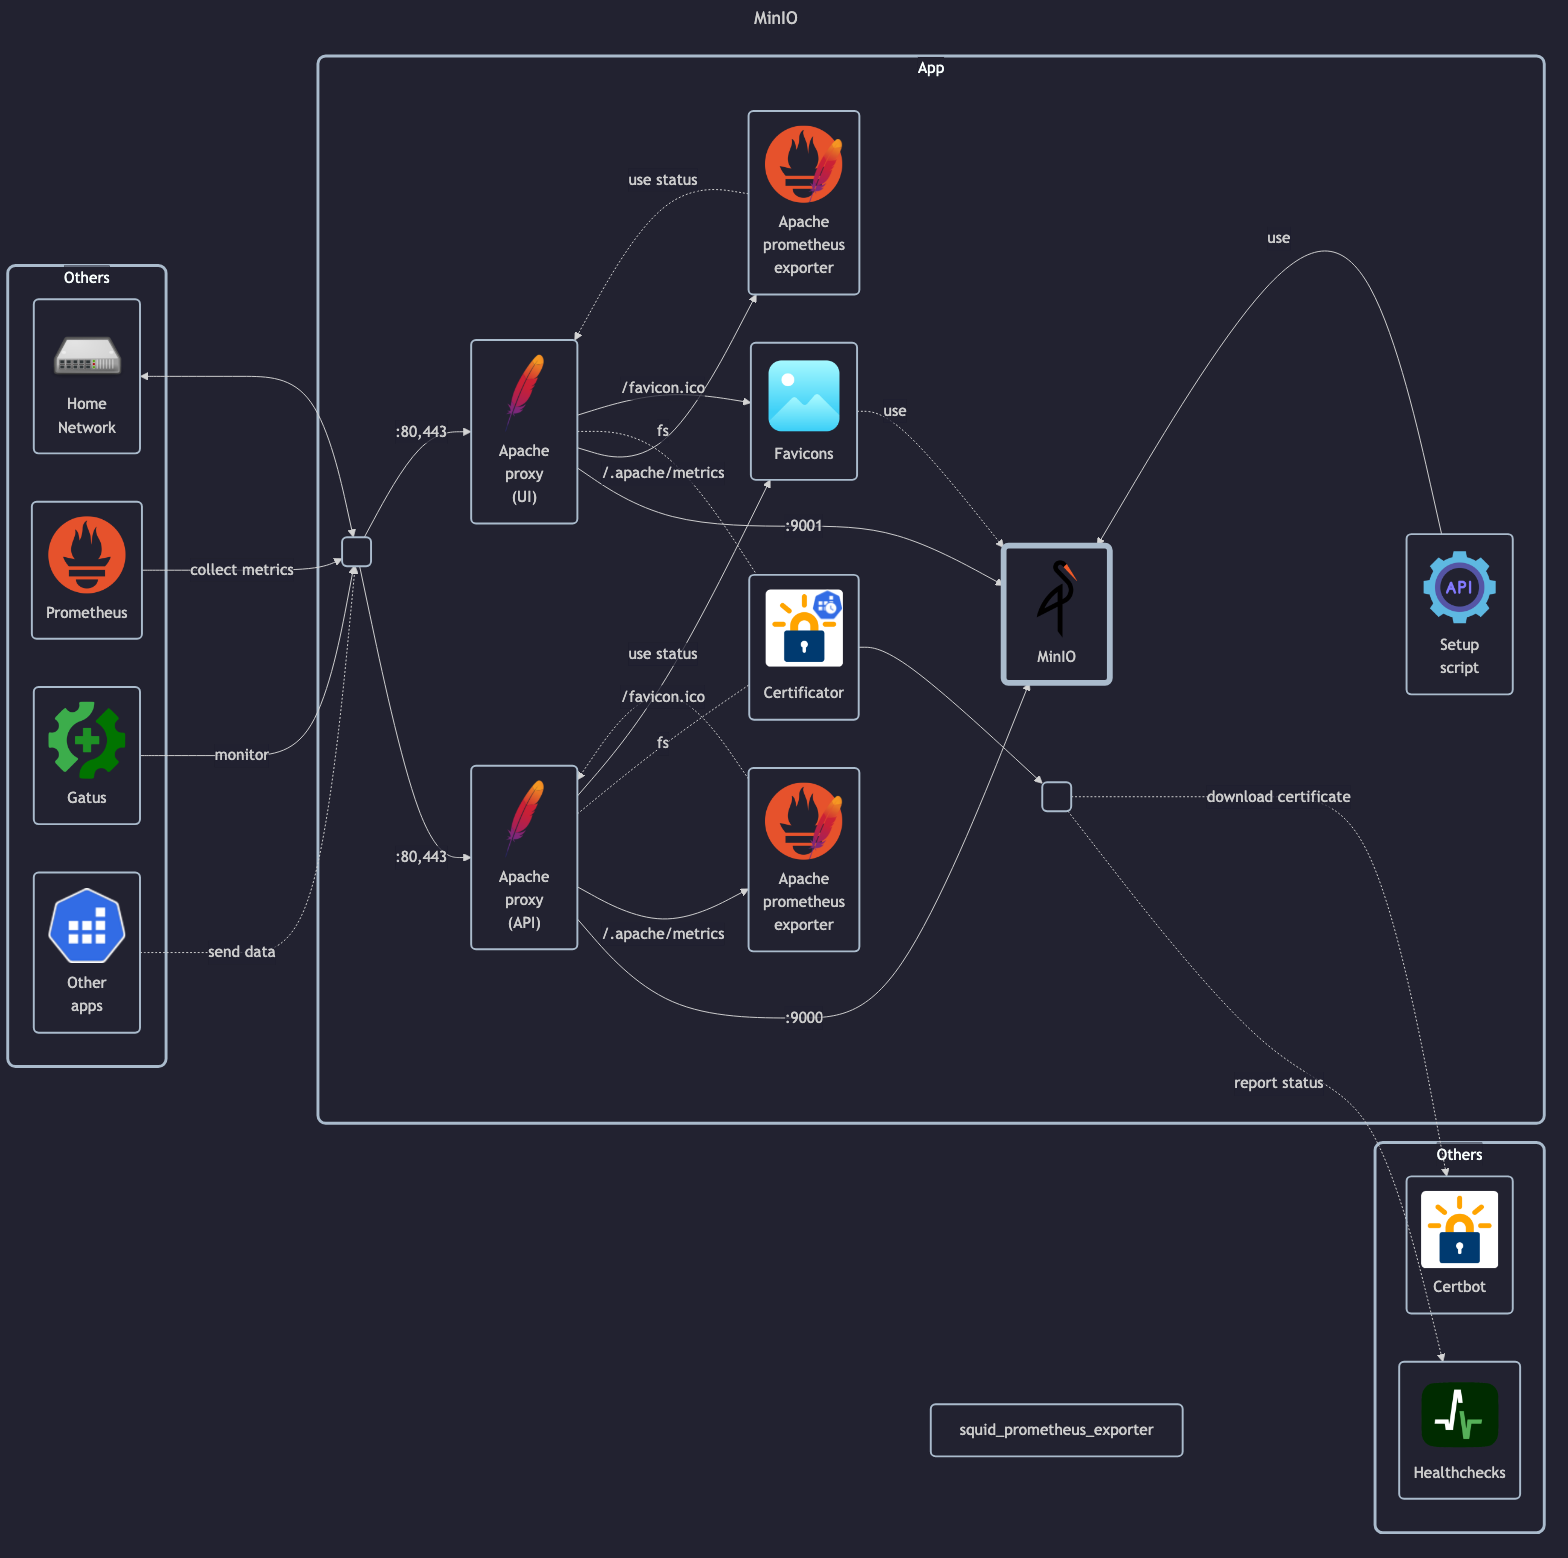 MinIO
App
Others
Home
Network
Prometheus
Gatus
Other
apps
collect metrics
monitor
send data
:80,443
:80,443
Apache
proxy
(UI)
Apache
proxy
(API)
use status
/favicon.ico
fs
/.apache/metrics
:9001
use status
/favicon.ico
fs
/.apache/metrics
:9000
Apache
prometheus
exporter
Favicons
Certificator
Apache
prometheus
exporter
use
use
MinIO
API
Setup
script
download certificate
report status
Others
Certbot
Healthchecks
squid_prometheus_exporter